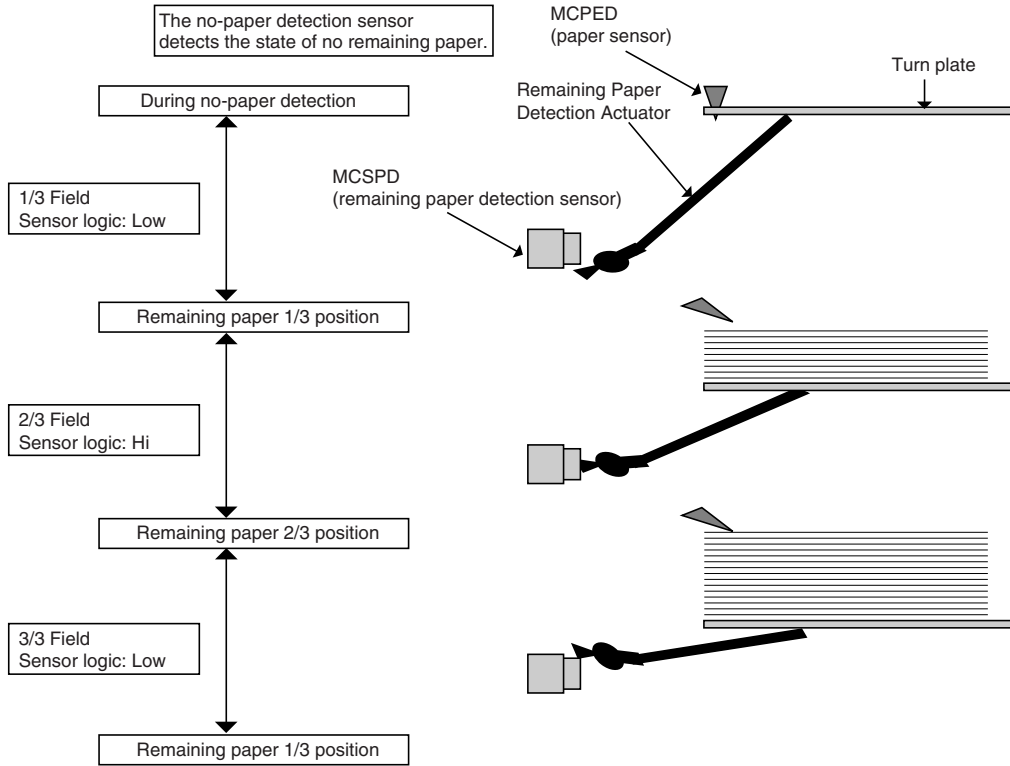 The no-paper detection sensor
detects the state of no remaining paper.
During no-paper detection
1/3 Field
Sensor logic: Low
Remaining paper 1/3 position
2/3 Field
Sensor logic: Hi
Remaining paper 2/3 position
3/3 Field
Sensor logic: Low
Remaining paper 1/3 position
MCPED
(paper sensor)
Turn plate
Remaining Paper
Detection Actuator
MCSPD
(remaining paper detection sensor)